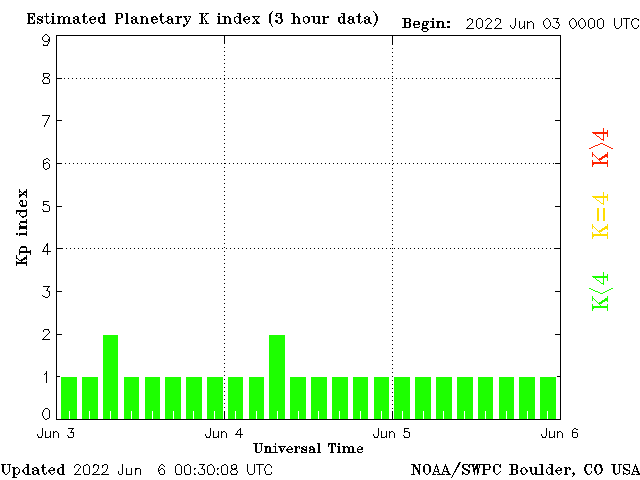 Estimated Planetary K index (3 hour data) Begin: 2022 Jun 03 0000 UTC
9
8
7
6
5
4
3
2
1
0
Kp index
K>4
K=4
K<4
Jun 3 Jun 4 Jun 5 Jun 6
Universal Time
Updated 2022 Jun 6 00:30:08 UTC NOAA/SWPC Boulder, CO USA